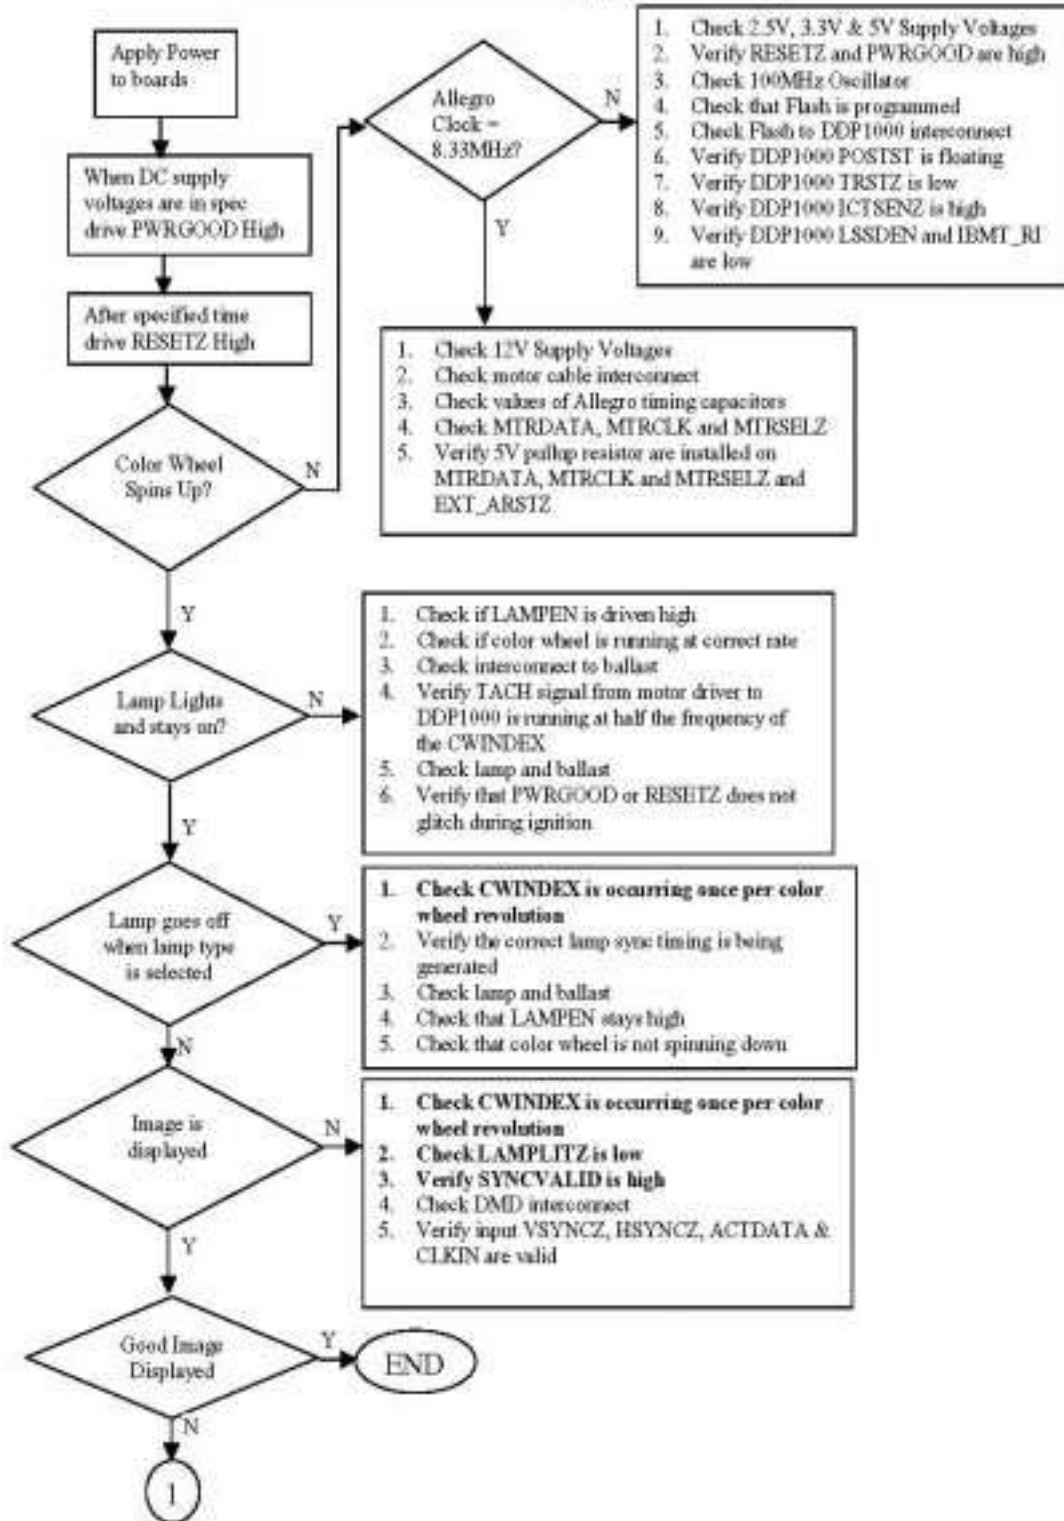 Apply Power
to boards
When DC supply
voltages are in spec
drive PWRGOOD High
After specified time
drive RESETZ High
Color Wheel
Spins Up?
N
Y
Allegro
Clock =
8.33MHz?
N
Y
1. Check 2.5V, 3.3V & 5V Supply Voltages
2. Verify RESETZ and PWRGOOD are high
3. Check 100MHz Oscillator
4. Check that Flash is programmed
5. Check Flash to DDP1000 interconnect
6. Verify DDP1000 POSTST is floating
7. Verify DDP1000 TRSTZ is low
8. Verify DDP1000 ICTSENZ is high
9. Verify DDP1000 LSSDEN and IBMT_RI
are low
1. Check 12V Supply Voltages
2. Check motor cable interconnect
3. Check values of Allegro timing capacitors
4. Check MTRDATA, MTRCLK and MTRSELZ
5. Verify 5V pullup resistor are installed on
MTRDATA, MTRCLK and MTRSELZ and
EXT_ARSTZ
Lamp Lights
and stays on?
N
Y
1. Check if LAMPEN is driven high
2. Check if color wheel is running at correct rate
3. Check interconnect to ballast
4. Verify TACH signal from motor driver to
DDP1000 is running at half the frequency of
the CWINDEX
5. Check lamp and ballast
6. Verify that PWRGOOD or RESETZ does not
glitch during ignition
Lamp goes off
when lamp type
is selected
Y
N
1. Check CWINDEX is occurring once per color
wheel revolution
2. Verify the correct lamp sync timing is being
generated
3. Check lamp and ballast
4. Check that LAMPEN stays high
5. Check that color wheel is not spinning down
Image is
displayed
N
Y
1. Check CWINDEX is occurring once per color
wheel revolution
2. Check LAMPLITZ is low
3. Verify SYNCVALID is high
4. Check DMD interconnect
5. Verify input VSYNCZ, HSYNCZ, ACTDATA &
CLKIN are valid
Good Image
Displayed
Y
END
N
1